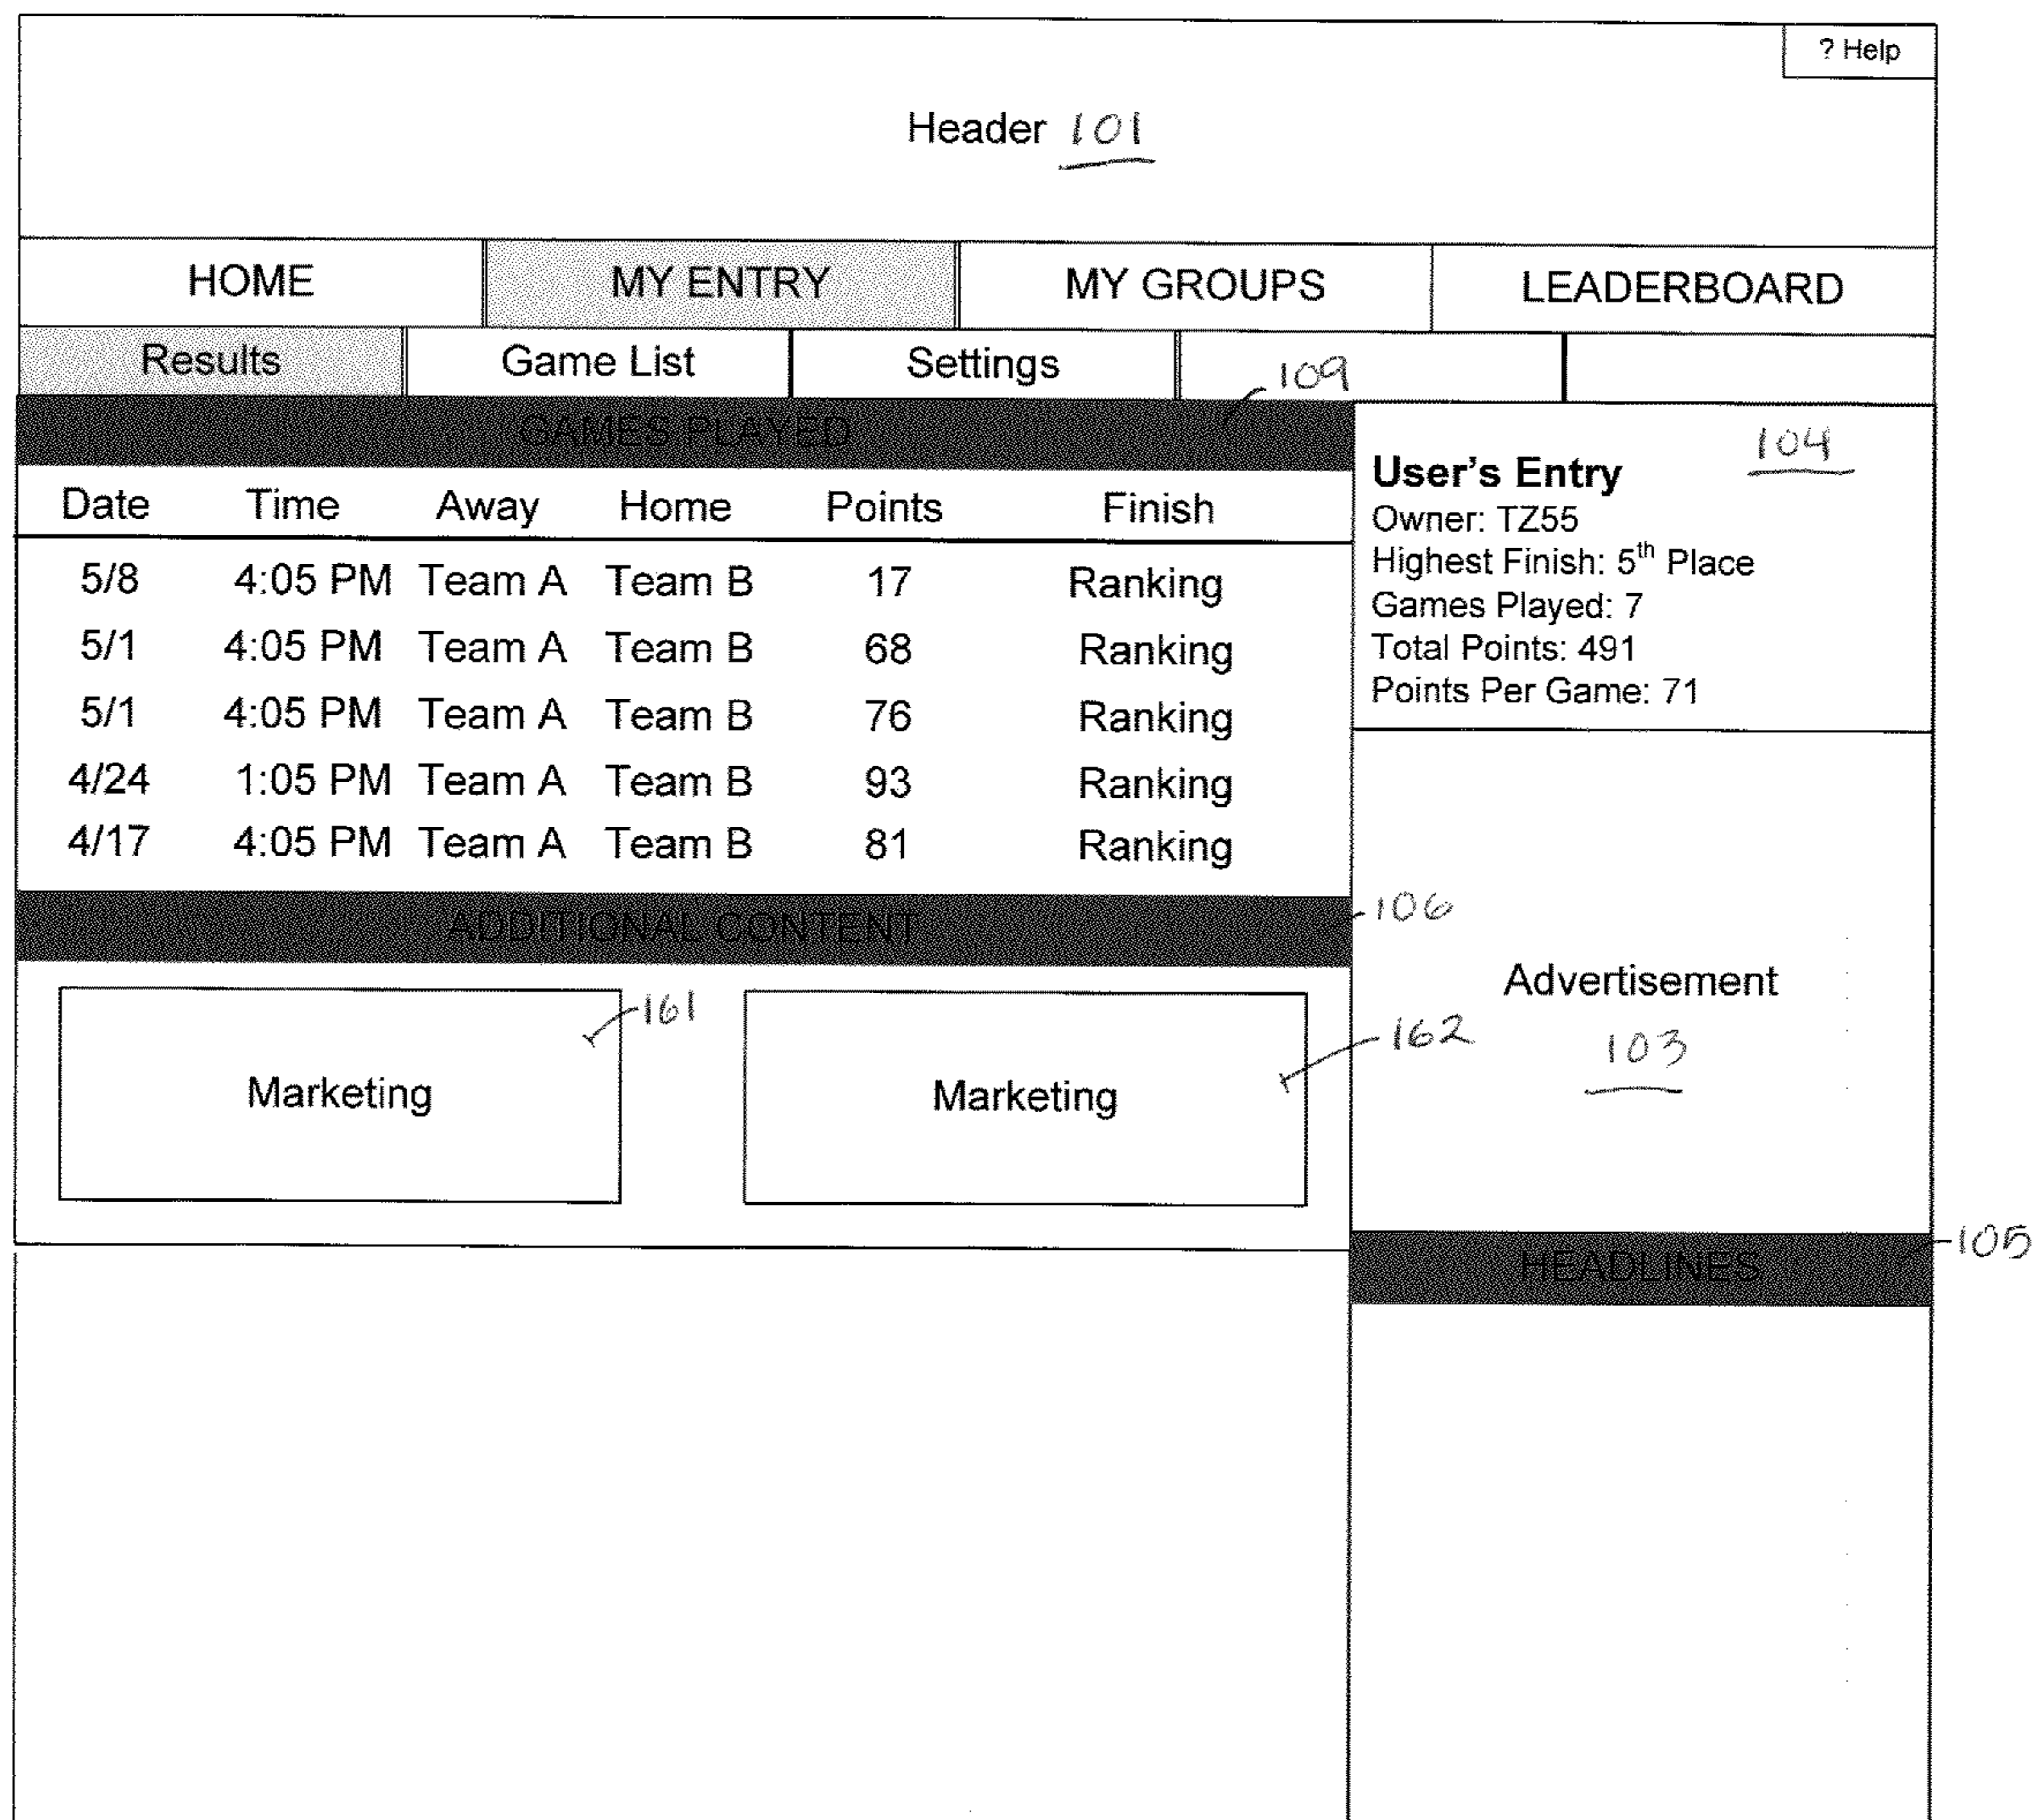 ? Help
Header 101
HOME MY ENTRY MY GROUPS LEADERBOARD
Results Game List Settings
109
GAMES PLAYED
Date Time Away Home Points Finish
5/8 4:05 PM Team A Team B 17 Ranking
5/1 4:05 PM Team A Team B 68 Ranking
5/1 4:05 PM Team A Team B 76 Ranking
4/24 1:05 PM Team A Team B 93 Ranking
4/17 4:05 PM Team A Team B 81 Ranking
104
User's Entry
Owner: TZ55
Highest Finish: 5th Place
Games Played: 7
Total Points: 491
Points Per Game: 71
ADDITIONAL CONTENT
106
Marketing
161
Marketing
162
Advertisement
103
HEADLINES
105